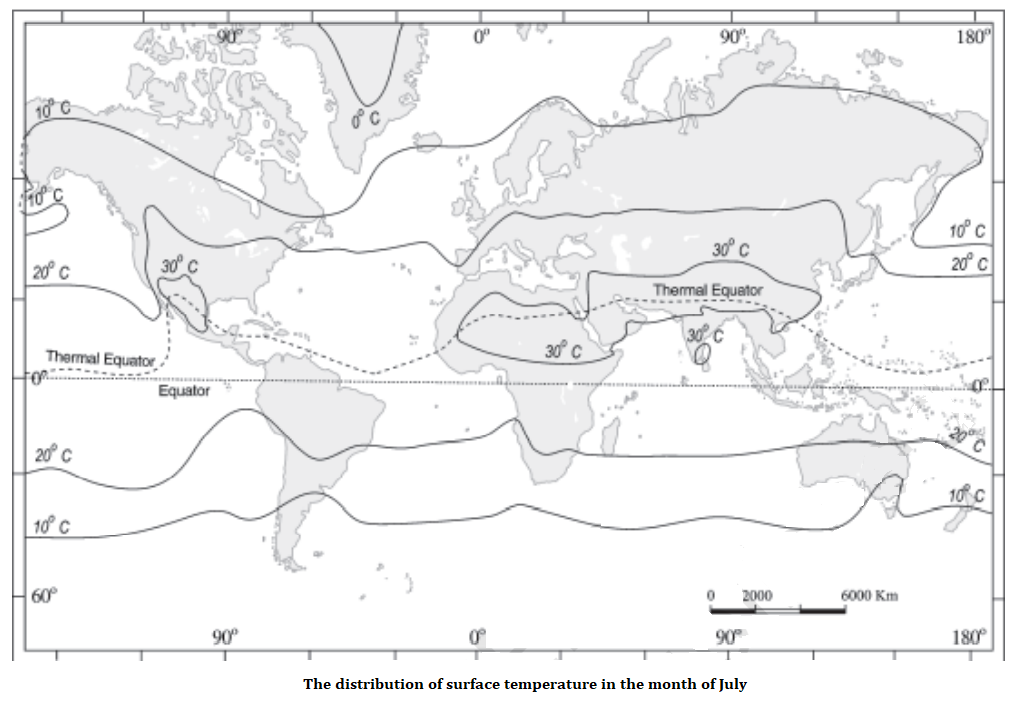 90° 0° 90° 180°
10° C
0° C
10° C
10° C
30° C
20° C
30° C
20° C
Thermal Equator
30° C
30° C
Thermal Equator
0° 0°
Equator
20° C
20° C
10° C
10° C
60°
0 2000 6000 Km
90° 0° 90° 180°
The distribution of surface temperature in the month of July